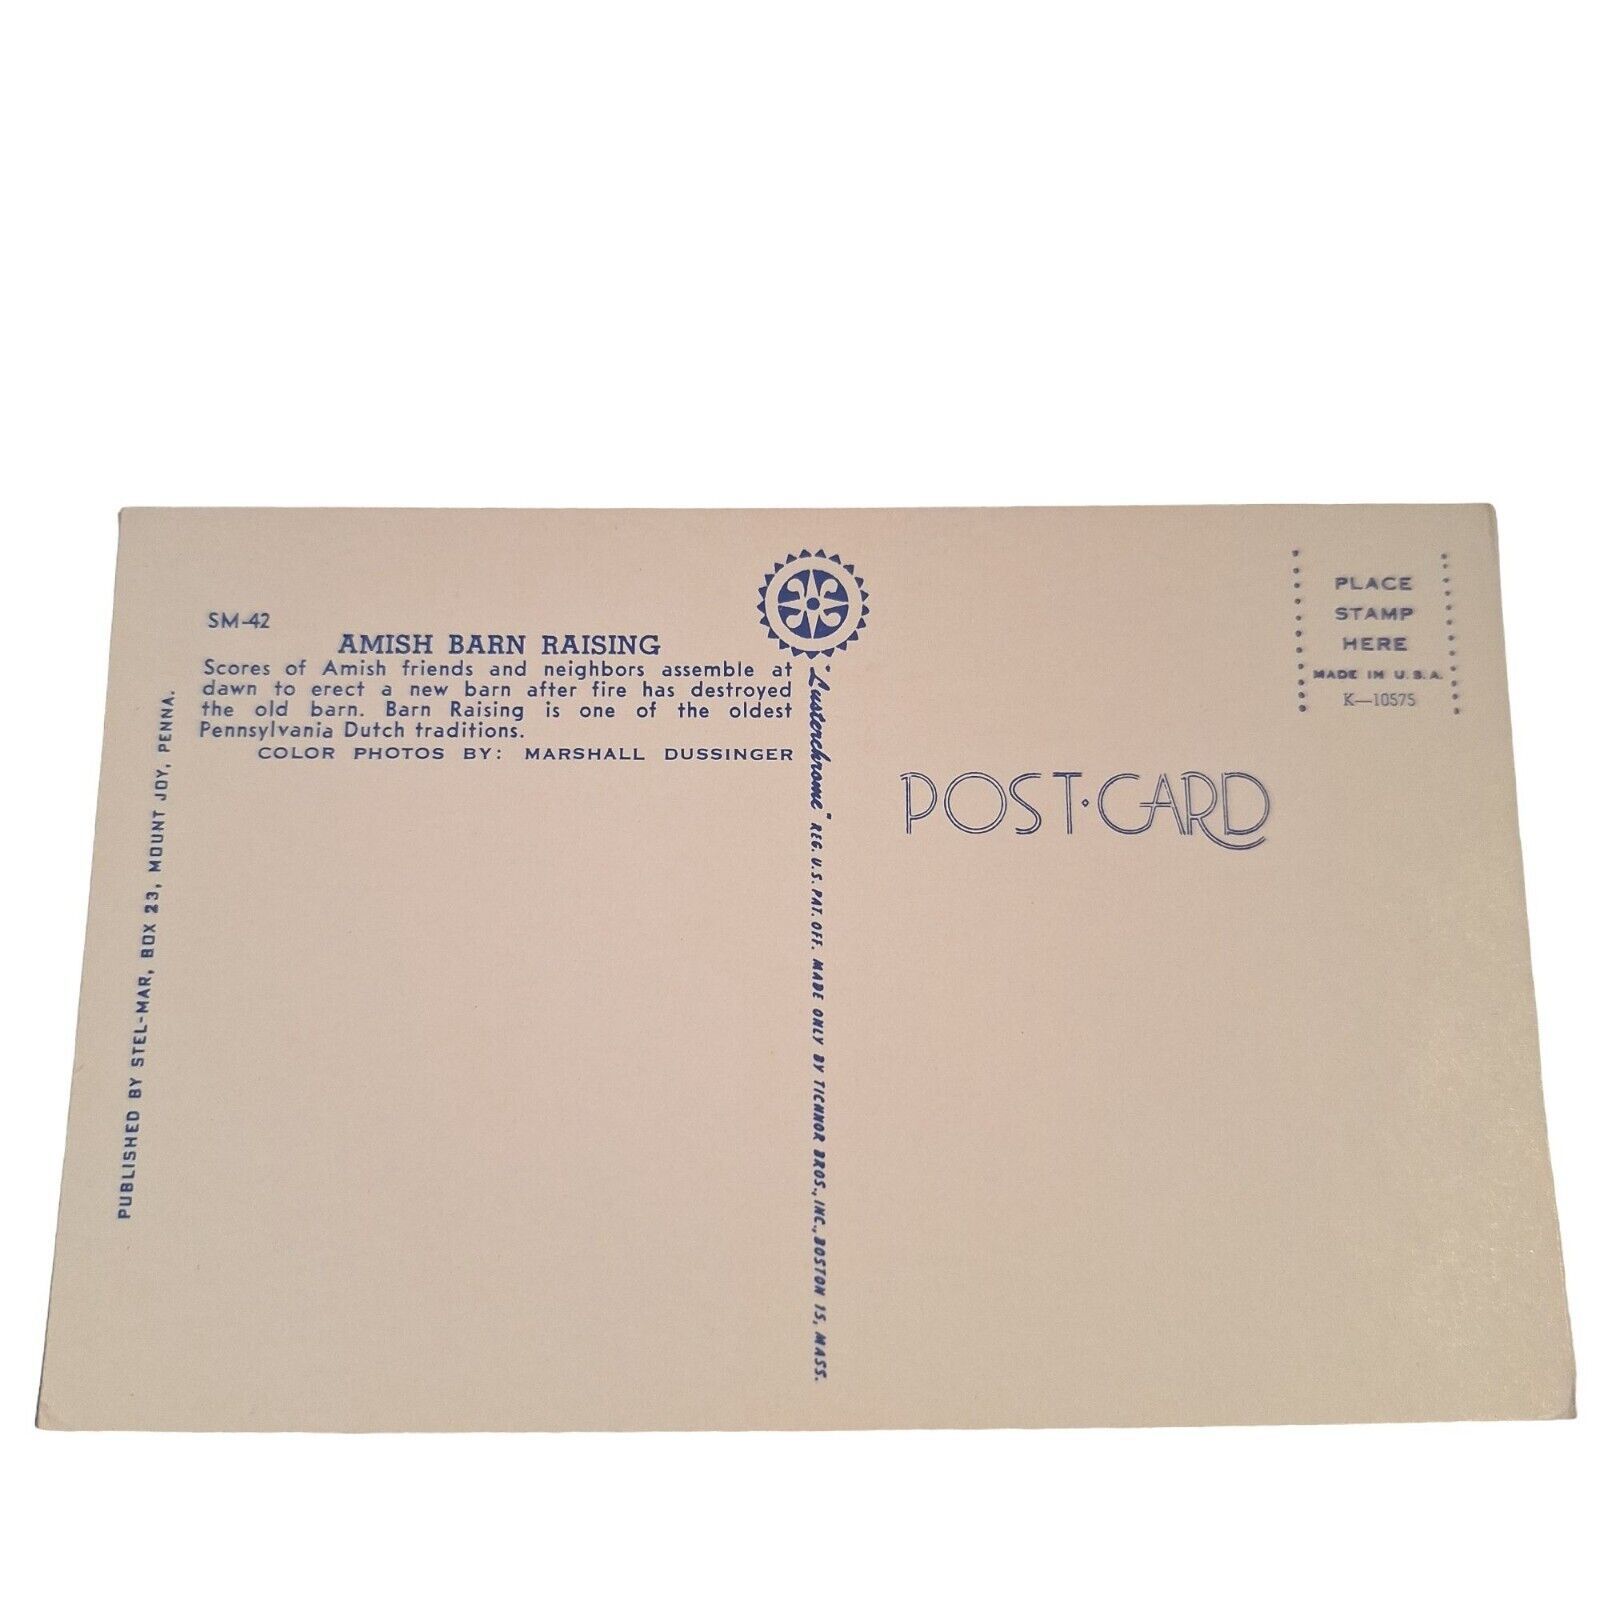 SM-42
AMISH BARN RAISING
Scores of Amish friends and neighbors assemble at
dawn to erect a new barn after fire has destroyed
the old barn. Barn Raising is one of the oldest
Pennsylvania Dutch traditions.
COLOR PHOTOS BY: MARSHALL DUSSINGER
PUBLISHED BY STEL-MAR, BOX 23, MOUNT JOY, PENNA.
"Lusterchrome" REG. U.S. PAT. OFF. MADE ONLY BY TICHNOR BROS., INC., BOSTON 15, MASS.
PLACE
STAMP
HERE
MADE IN U.S.A.
K—10575
POST·CARD